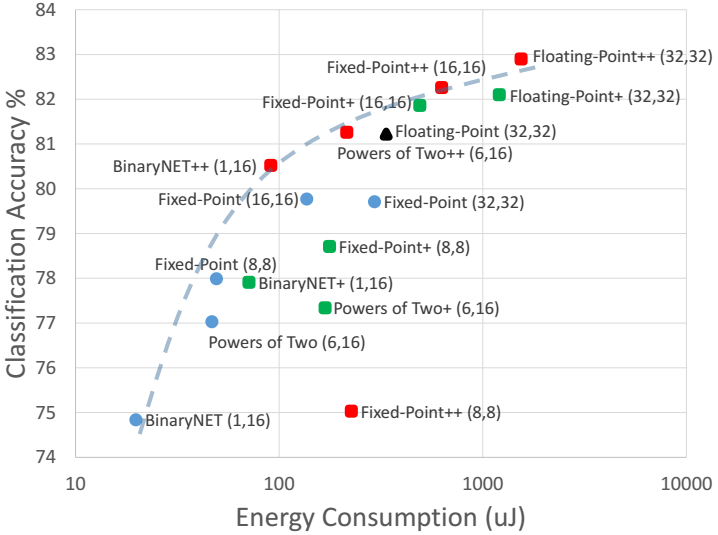 84
83
82
81
80
79
78
77
76
75
74
Classification Accuracy %
Floating-Point++ (32,32)
Fixed-Point++ (16,16)
Floating-Point+ (32,32)
Fixed-Point+ (16,16)
Floating-Point (32,32)
Powers of Two++ (6,16)
BinaryNET++ (1,16)
Fixed-Point (16,16)
Fixed-Point (32,32)
Fixed-Point+ (8,8)
Fixed-Point (8,8)
BinaryNET+ (1,16)
Powers of Two+ (6,16)
Powers of Two (6,16)
Fixed-Point++ (8,8)
BinaryNET (1,16)
10
100
1000
10000
Energy Consumption (uJ)